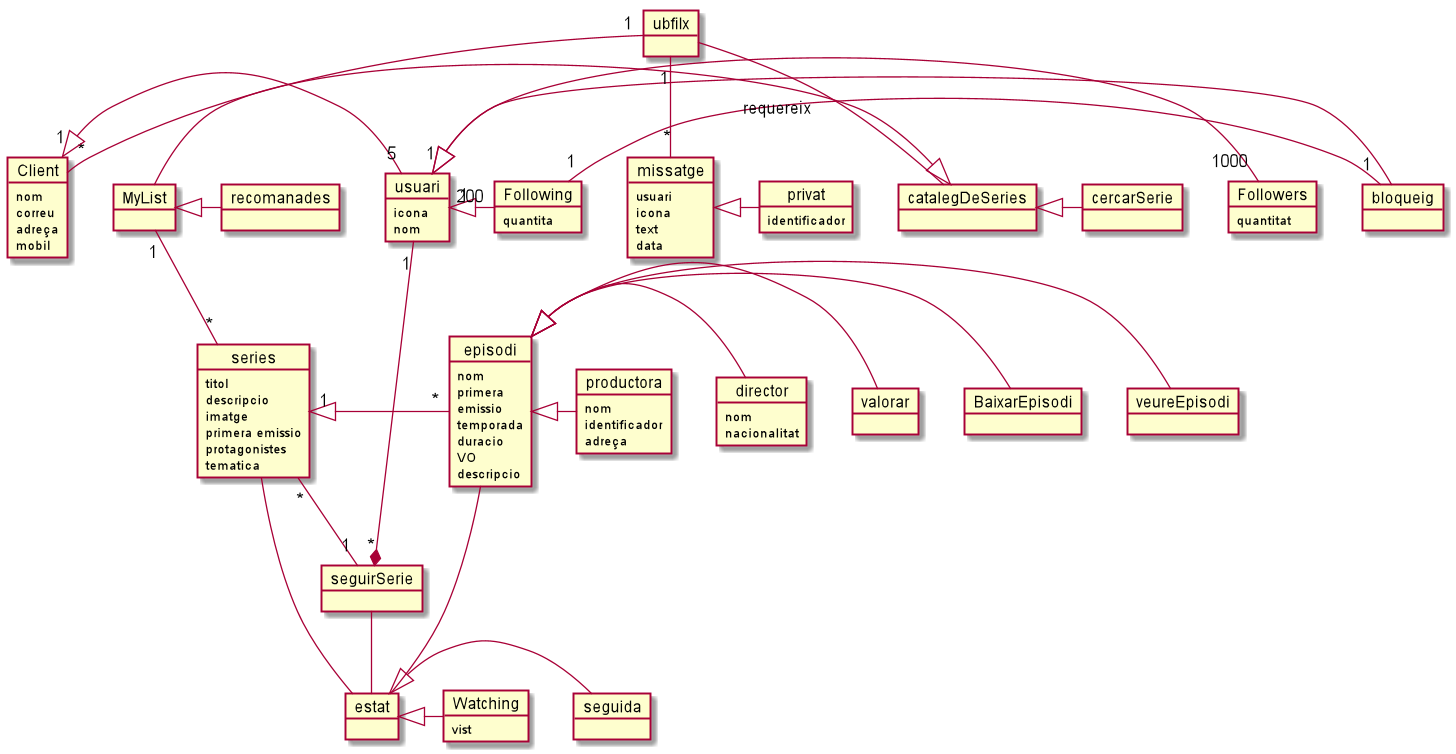 1
ubfilx
1
requereix
*
1
*
5
1
1
1000
1
Client
nom
correu
adreça
mobil
MyList
recomanades
usuari
icona
nom
200
1
Following
quantita
missatge
usuari
icona
text
data
privat
identificador
catalegDeSeries
cercarSerie
Followers
quantitat
bloqueig
1
1
*
series
titol
descripcio
imatge
primera emissio
protagonistes
tematica
1
*
episodi
nom
primera
emissio
temporada
duracio
VO
descripcio
productora
nom
identificador
adreça
director
nom
nacionalitat
valorar
BaixarEpisodi
veureEpisodi
*
1
*
seguirSerie
estat
Watching
vist
seguida